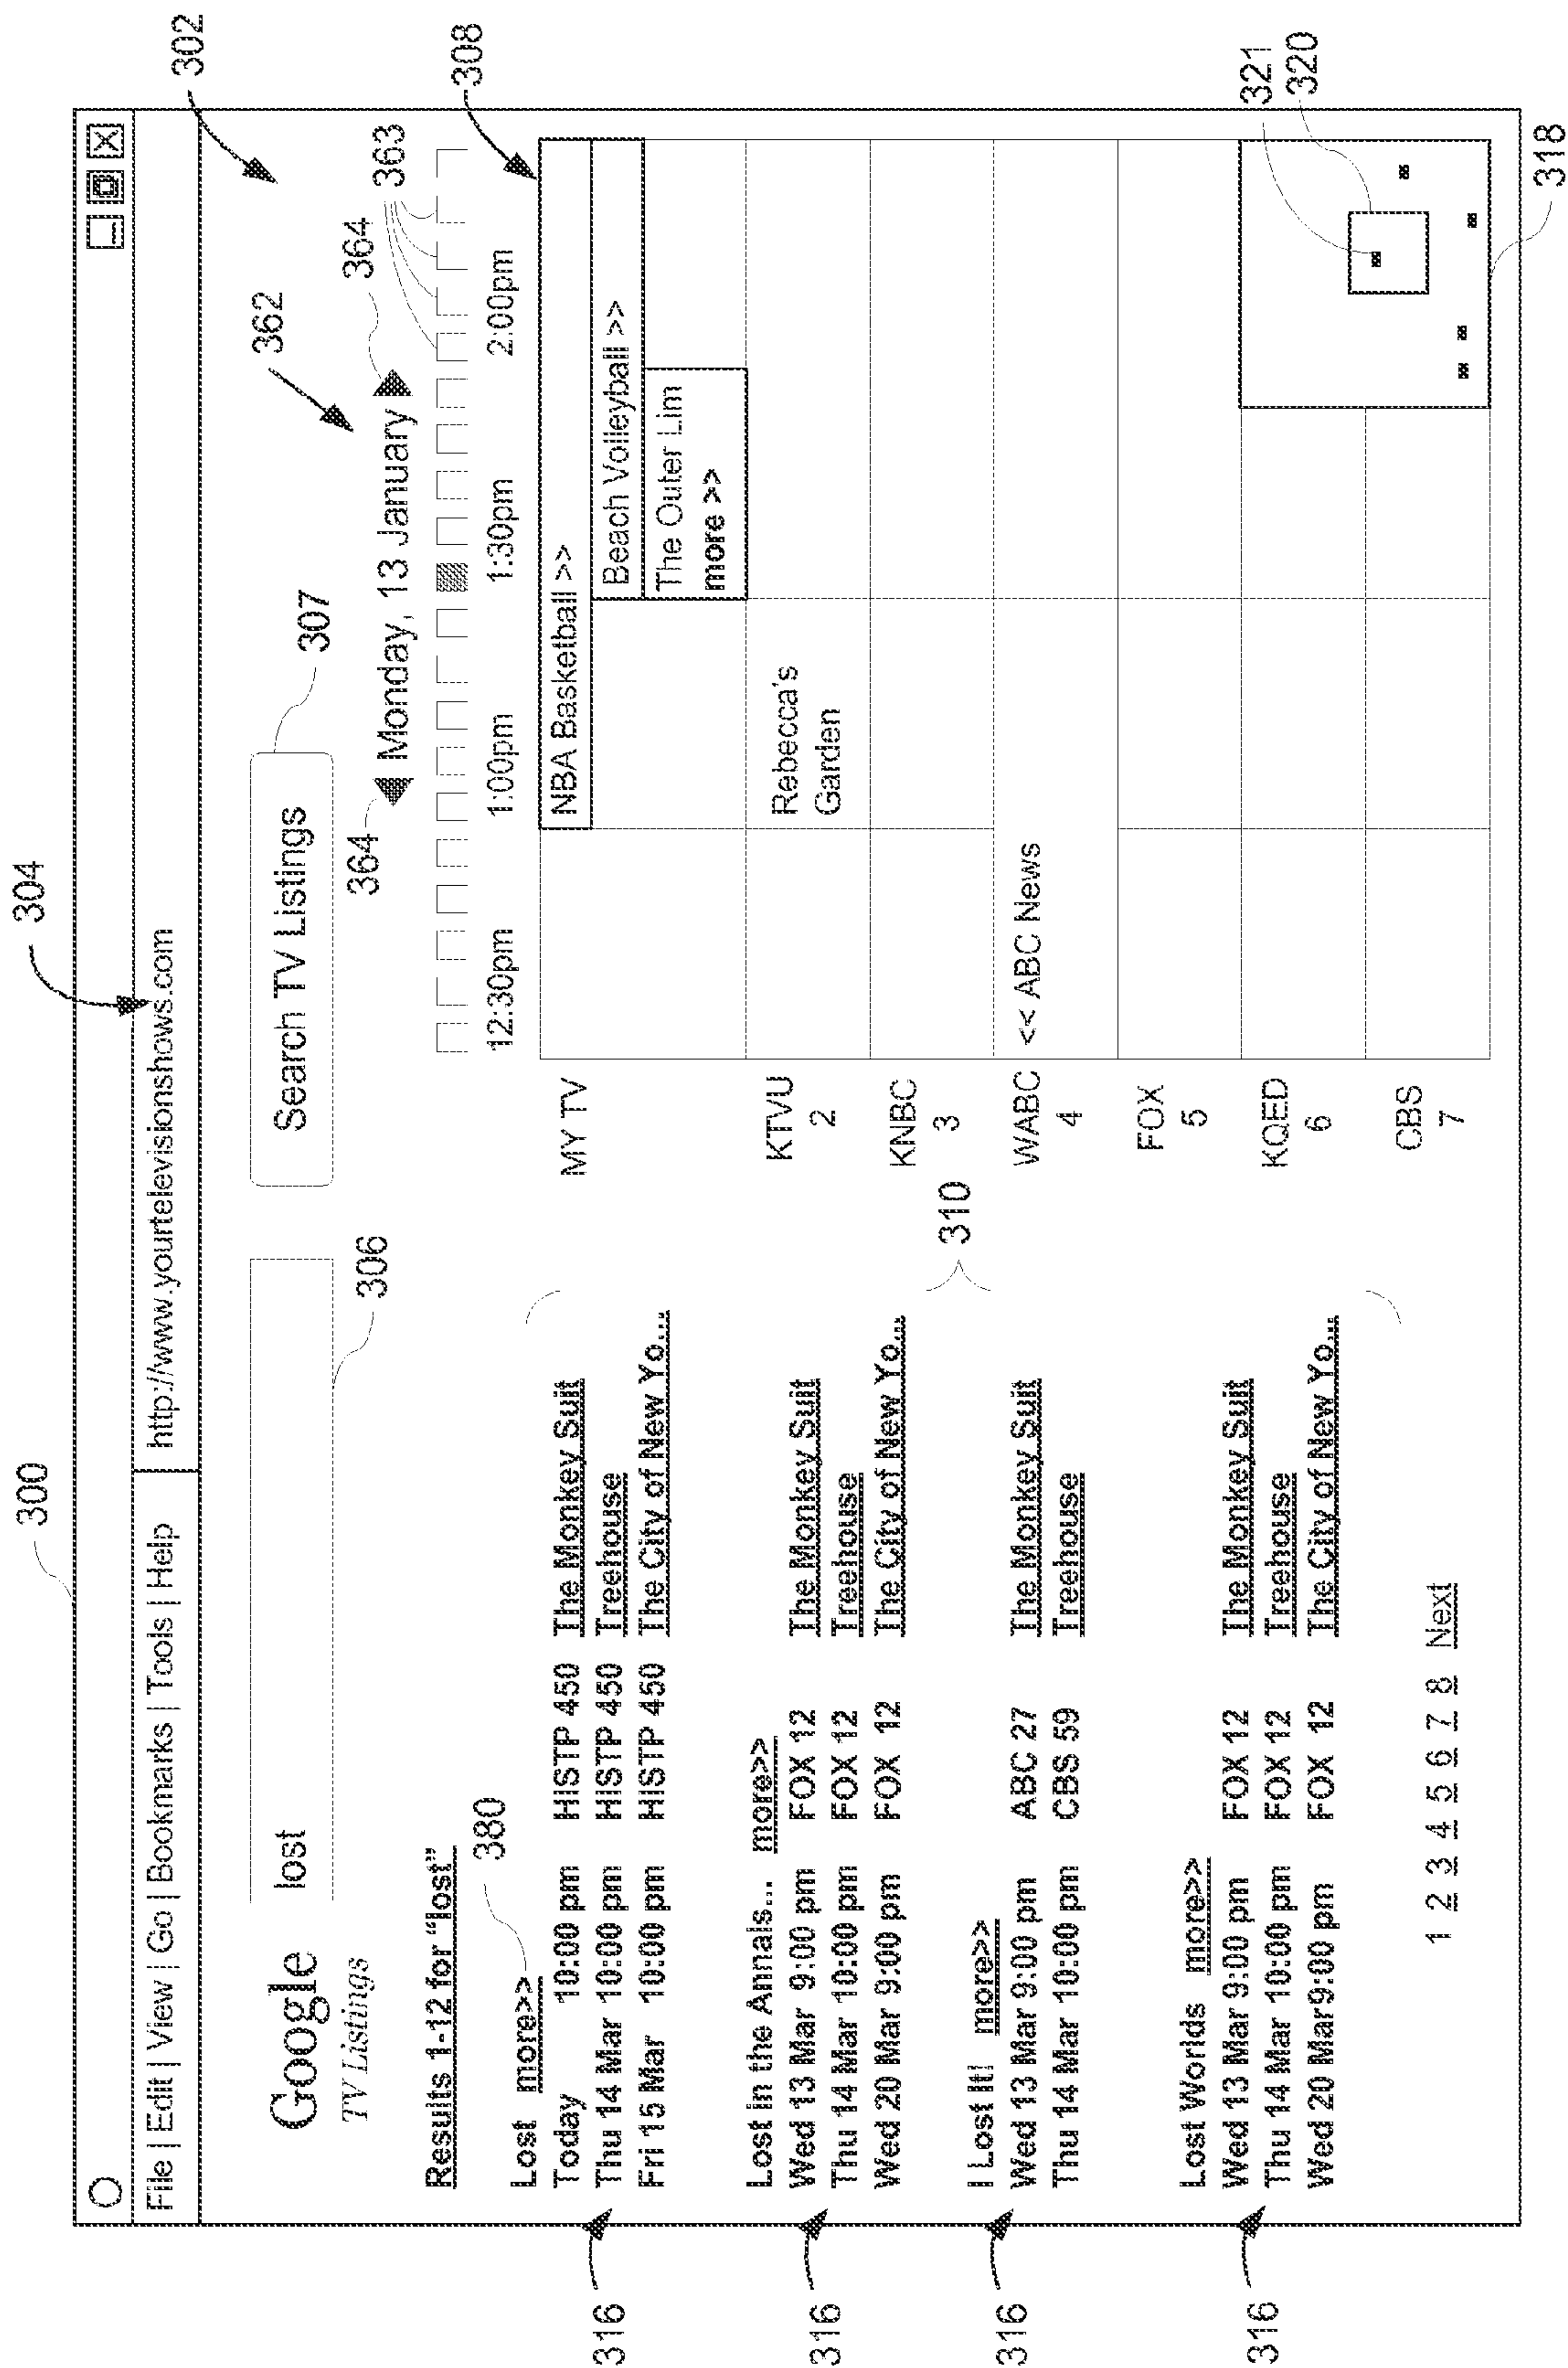 300
304
302
File | Edit | View | Go | Bookmarks | Tools | Help
http://www.yourtelevisionshows.com
Google
TV Listings
lost
306
Search TV Listings
307
362
364
Monday, 13 January
364
363
12:30pm 1:00pm 1:30pm 2:00pm
308
Results 1-12 for "lost"
380
Lost more>>
Today 10:00 pm HISTP 450 The Monkey Suit
Thu 14 Mar 10:00 pm HISTP 450 Treehouse
Fri 15 Mar 10:00 pm HISTP 450 The City of New Yo...
316
Lost in the Annals... more>>
Wed 13 Mar 9:00 pm FOX 12 The Monkey Suit
Thu 14 Mar 10:00 pm FOX 12 Treehouse
Wed 20 Mar 9:00 pm FOX 12 The City of New Yo...
316
310
I Lost It! more>>
Wed 13 Mar 9:00 pm ABC 27 The Monkey Suit
Thu 14 Mar 10:00 pm CBS 59 Treehouse
316
Lost Worlds more>>
Wed 13 Mar 9:00 pm FOX 12 The Monkey Suit
Thu 14 Mar 10:00 pm FOX 12 Treehouse
Wed 20 Mar9:00 pm FOX 12 The City of New Yo...
316
1 2 3 4 5 6 7 8 Next
MY TV
NBA Basketball >>
Beach Volleyball >>
The Outer Lim
more >>
KTVU
2
Rebecca's
Garden
KNBC
3
WABC
4
<< ABC News
FOX
5
KQED
6
CBS
7
321
320
318